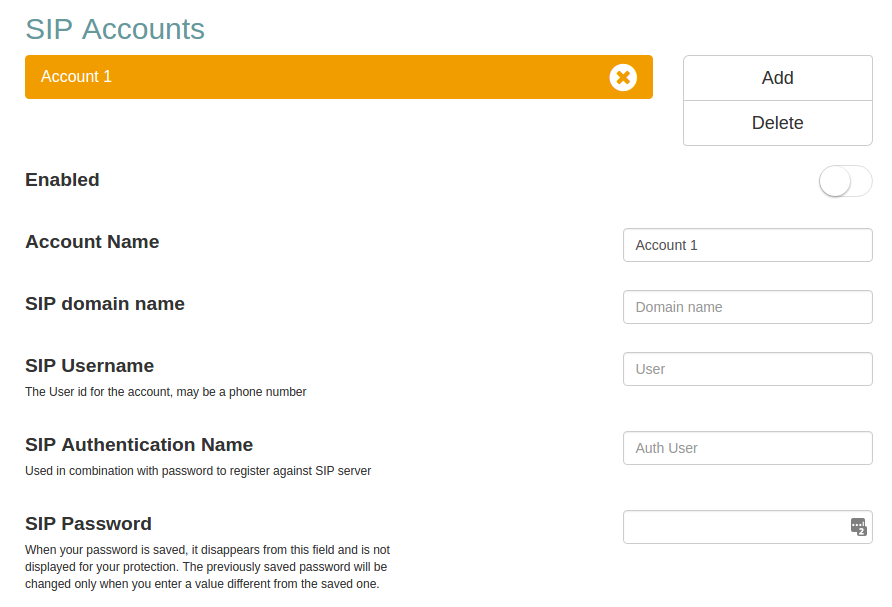 SIP Accounts
Account 1
Add
Delete
Enabled
Account Name
Account 1
SIP domain name
Domain name
SIP Username
User
The User id for the account, may be a phone number
SIP Authentication Name
Auth User
Used in combination with password to register against SIP server
SIP Password
2
When your password is saved, it disappears from this field and is not
displayed for your protection. The previously saved password will be
changed only when you enter a value different from the saved one.